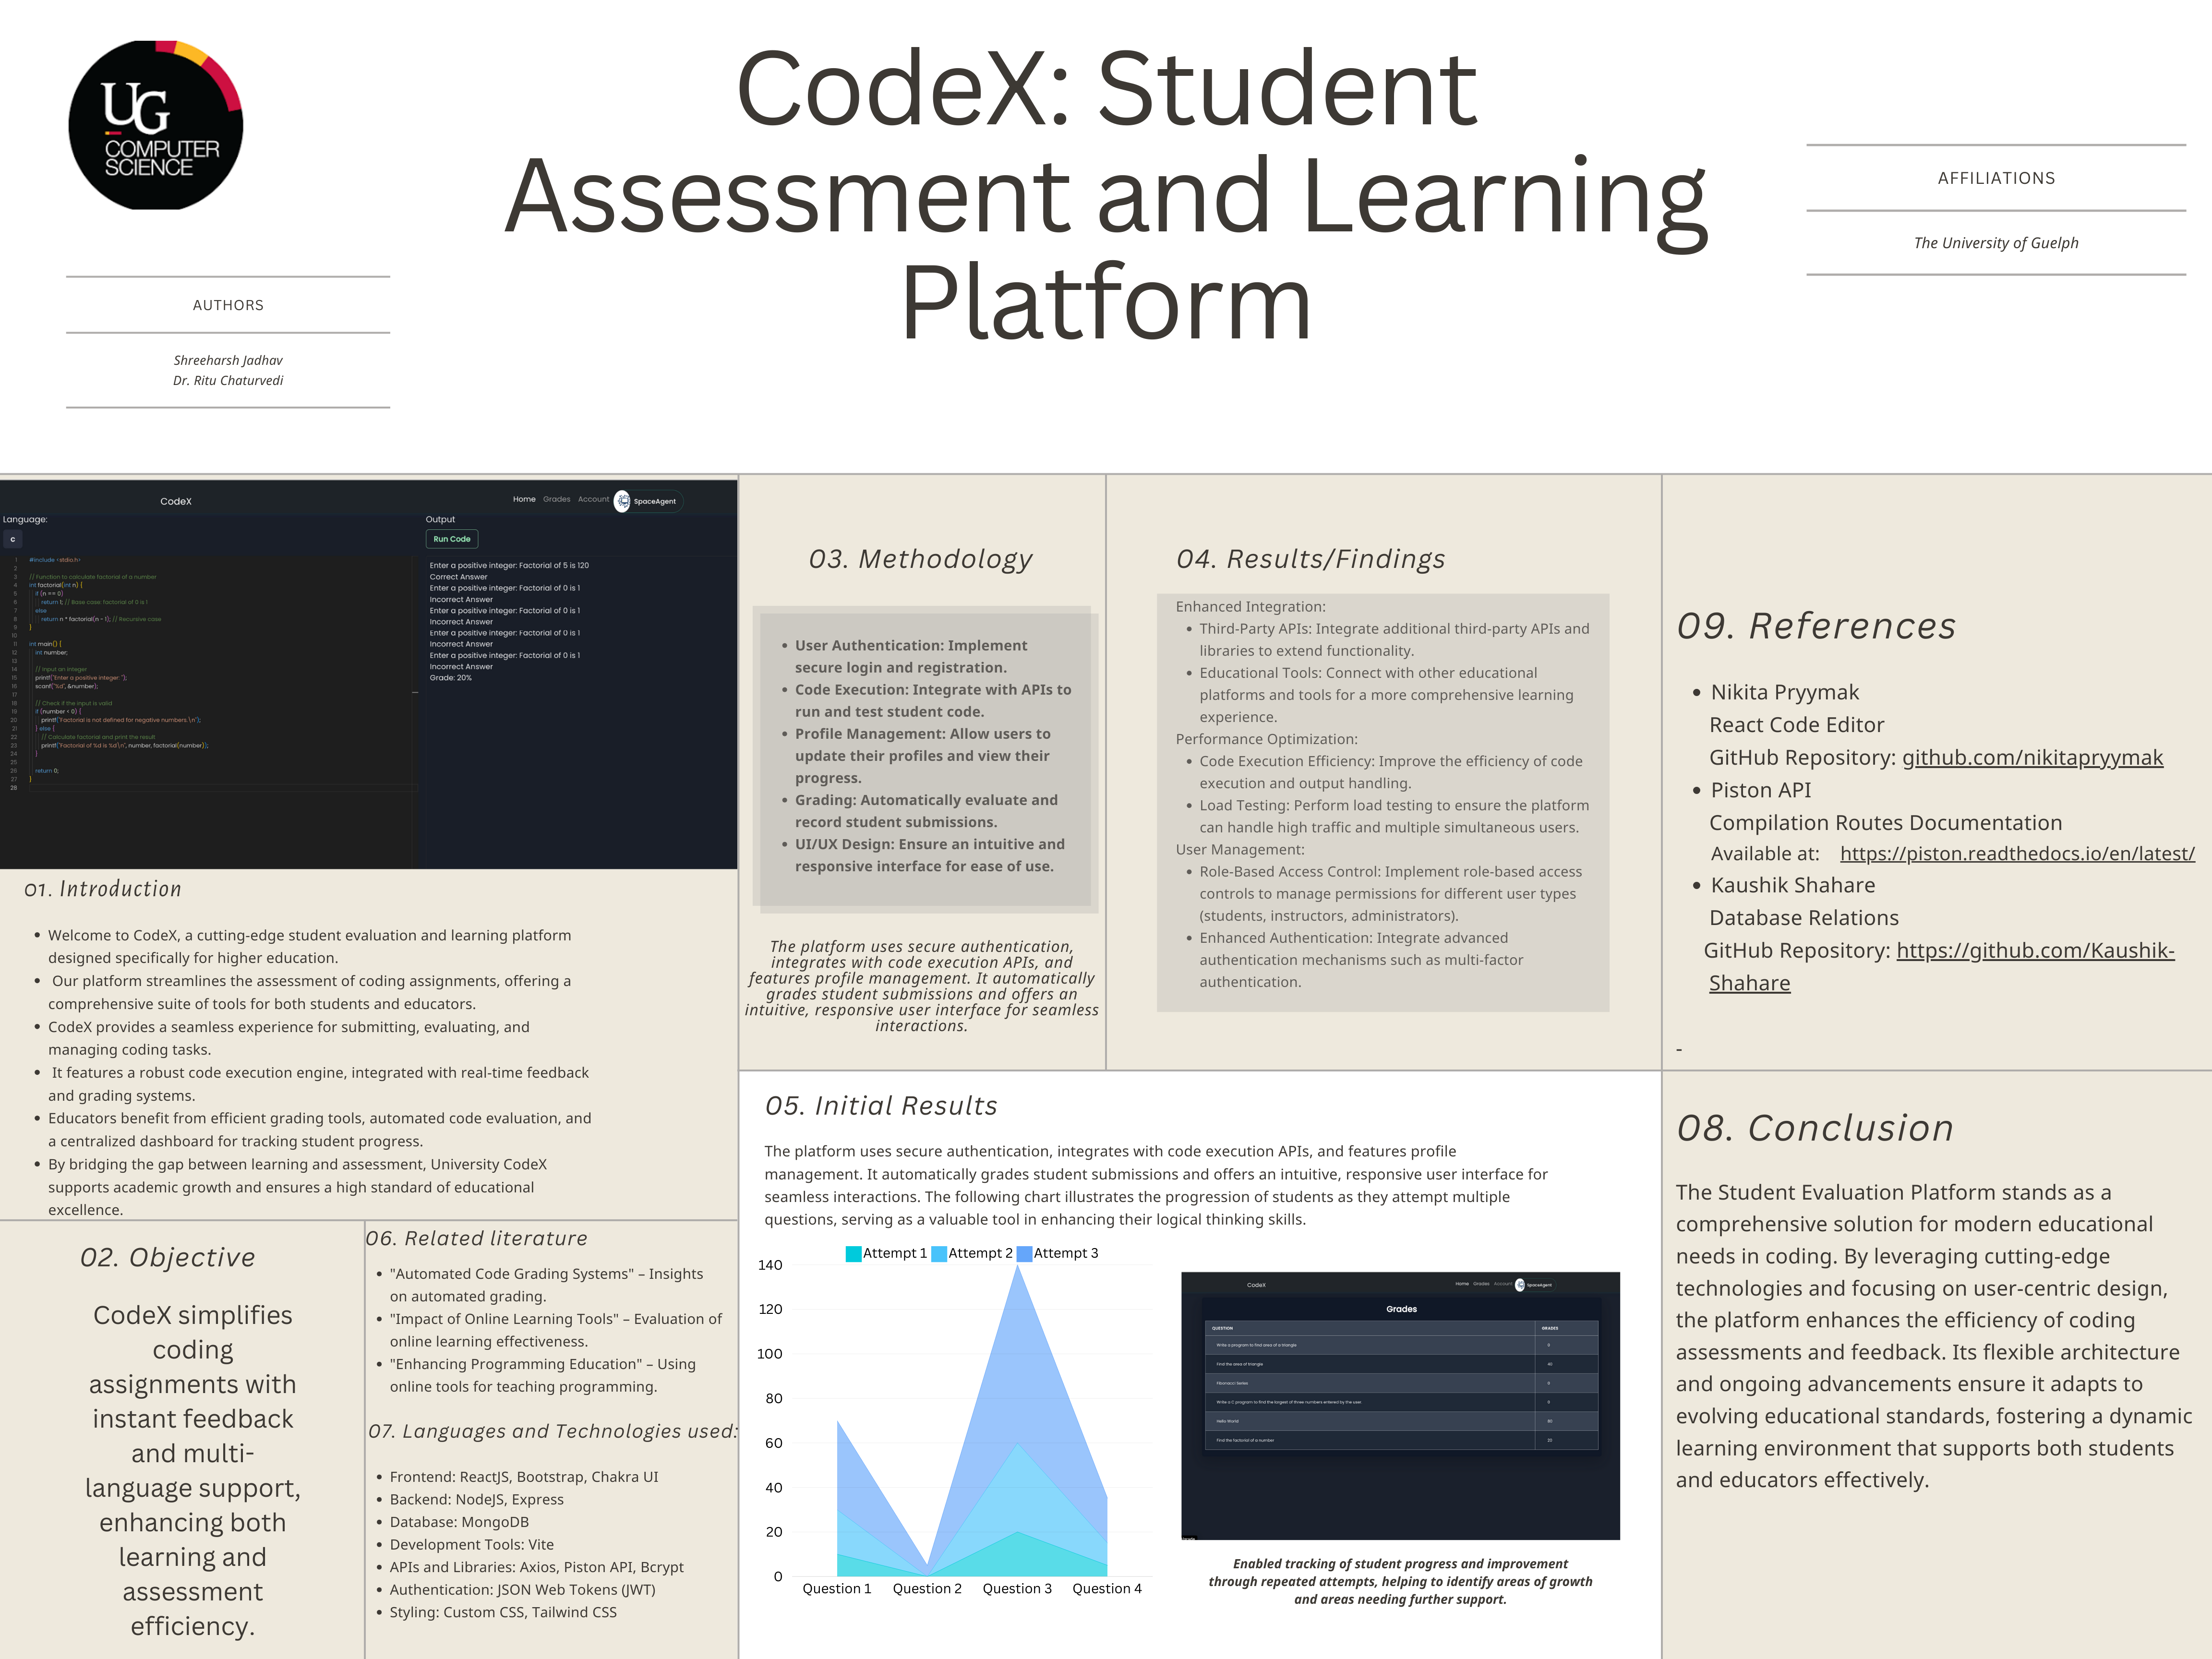 UG
COMPUTER
SCIENCE
CodeX: Student
Assessment and Learning
Platform
AFFILIATIONS
The University of Guelph
AUTHORS
Shreeharsh Jadhav
Dr. Ritu Chaturvedi
CodeX
Home Grades Account SpaceAgent
Language:
c
Output
Run Code
1 #include <stdio.h>
2
3 // Function to calculate factorial of a number
4 int factorial(int n) {
5 if (n == 0)
6 return 1; // Base case: factorial of 0 is 1
7 else
8 return n * factorial(n - 1); // Recursive case
9 }
10
11 int main() {
12 int number;
13
14 // Input an integer
15 printf("Enter a positive integer: ");
16 scanf("%d", &number);
17
18 // Check if the input is valid
19 if (number < 0) {
20 printf("Factorial is not defined for negative numbers.\n");
21 } else {
22 // Calculate factorial and print the result
23 printf("Factorial of %d is %d\n", number, factorial(number));
24 }
25
26 return 0;
27 }
28
Enter a positive integer: Factorial of 5 is 120
Correct Answer
Enter a positive integer: Factorial of 0 is 1
Incorrect Answer
Enter a positive integer: Factorial of 0 is 1
Incorrect Answer
Enter a positive integer: Factorial of 0 is 1
Incorrect Answer
Enter a positive integer: Factorial of 0 is 1
Incorrect Answer
Grade: 20%
01. Introduction
• Welcome to CodeX, a cutting-edge student evaluation and learning platform
designed specifically for higher education.
• Our platform streamlines the assessment of coding assignments, offering a
comprehensive suite of tools for both students and educators.
• CodeX provides a seamless experience for submitting, evaluating, and
managing coding tasks.
• It features a robust code execution engine, integrated with real-time feedback
and grading systems.
• Educators benefit from efficient grading tools, automated code evaluation, and
a centralized dashboard for tracking student progress.
• By bridging the gap between learning and assessment, University CodeX
supports academic growth and ensures a high standard of educational
excellence.
02. Objective
CodeX simplifies
coding
assignments with
instant feedback
and multi-
language support,
enhancing both
learning and
assessment
efficiency.
03. Methodology
• User Authentication: Implement
secure login and registration.
• Code Execution: Integrate with APIs to
run and test student code.
• Profile Management: Allow users to
update their profiles and view their
progress.
• Grading: Automatically evaluate and
record student submissions.
• UI/UX Design: Ensure an intuitive and
responsive interface for ease of use.
The platform uses secure authentication,
integrates with code execution APIs, and
features profile management. It automatically
grades student submissions and offers an
intuitive, responsive user interface for seamless
interactions.
04. Results/Findings
Enhanced Integration:
• Third-Party APIs: Integrate additional third-party APIs and
libraries to extend functionality.
• Educational Tools: Connect with other educational
platforms and tools for a more comprehensive learning
experience.
Performance Optimization:
• Code Execution Efficiency: Improve the efficiency of code
execution and output handling.
• Load Testing: Perform load testing to ensure the platform
can handle high traffic and multiple simultaneous users.
User Management:
• Role-Based Access Control: Implement role-based access
controls to manage permissions for different user types
(students, instructors, administrators).
• Enhanced Authentication: Integrate advanced
authentication mechanisms such as multi-factor
authentication.
05. Initial Results
The platform uses secure authentication, integrates with code execution APIs, and features profile
management. It automatically grades student submissions and offers an intuitive, responsive user interface for
seamless interactions. The following chart illustrates the progression of students as they attempt multiple
questions, serving as a valuable tool in enhancing their logical thinking skills.
Attempt 1 Attempt 2 Attempt 3
140
120
100
80
60
40
20
0
Question 1 Question 2 Question 3 Question 4
CodeX
Home Grades Account SpaceAgent
Grades
QUESTION GRADES
Write a program to find area of a triangle 0
Find the area of triangle 40
Fibonacci Series 0
Write a C program to find the largest of three numbers entered by the user. 0
Hello World 80
Find the factorial of a number 20
Enabled tracking of student progress and improvement
through repeated attempts, helping to identify areas of growth
and areas needing further support.
06. Related literature
• "Automated Code Grading Systems" – Insights
on automated grading.
• "Impact of Online Learning Tools" – Evaluation of
online learning effectiveness.
• "Enhancing Programming Education" – Using
online tools for teaching programming.
07. Languages and Technologies used:
• Frontend: ReactJS, Bootstrap, Chakra UI
• Backend: NodeJS, Express
• Database: MongoDB
• Development Tools: Vite
• APIs and Libraries: Axios, Piston API, Bcrypt
• Authentication: JSON Web Tokens (JWT)
• Styling: Custom CSS, Tailwind CSS
08. Conclusion
The Student Evaluation Platform stands as a
comprehensive solution for modern educational
needs in coding. By leveraging cutting-edge
technologies and focusing on user-centric design,
the platform enhances the efficiency of coding
assessments and feedback. Its flexible architecture
and ongoing advancements ensure it adapts to
evolving educational standards, fostering a dynamic
learning environment that supports both students
and educators effectively.
09. References
• Nikita Pryymak
React Code Editor
GitHub Repository: github.com/nikitapryymak
• Piston API
Compilation Routes Documentation
Available at: https://piston.readthedocs.io/en/latest/
• Kaushik Shahare
Database Relations
GitHub Repository: https://github.com/Kaushik-
Shahare
-